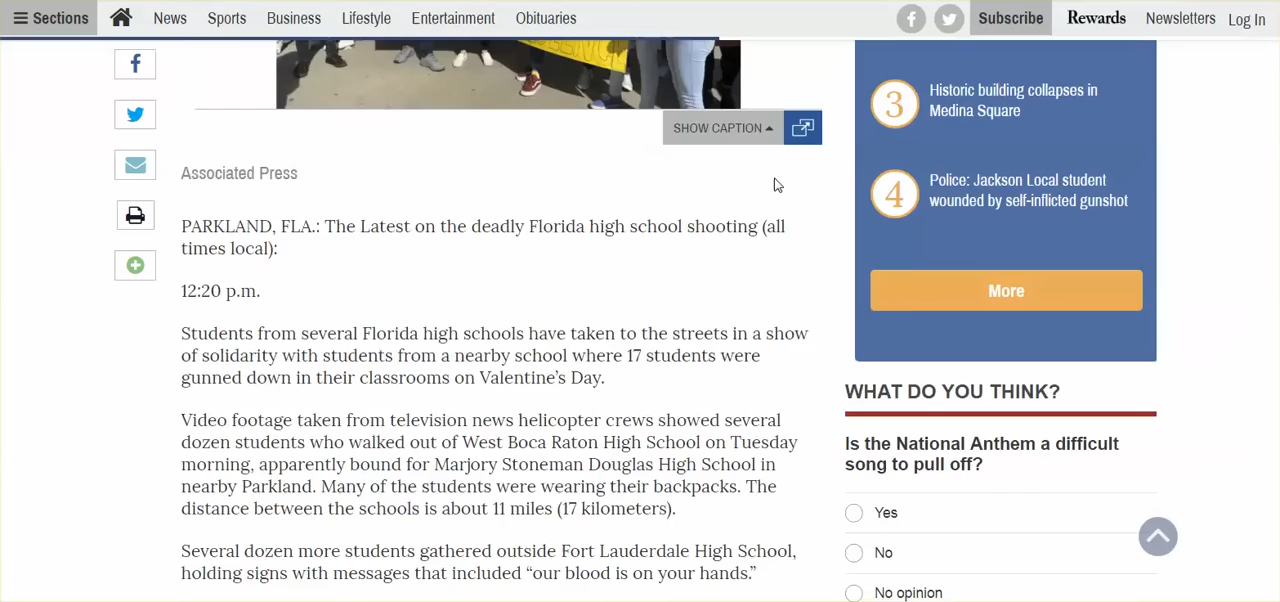 Sections News Sports Business Lifestyle Entertainment Obituaries Subscribe Rewards Newsletters Log In
SHOW CAPTION
Associated Press
PARKLAND, FLA.: The Latest on the deadly Florida high school shooting (all
times local):
12:20 p.m.
Students from several Florida high schools have taken to the streets in a show
of solidarity with students from a nearby school where 17 students were
gunned down in their classrooms on Valentine’s Day.
Video footage taken from television news helicopter crews showed several
dozen students who walked out of West Boca Raton High School on Tuesday
morning, apparently bound for Marjory Stoneman Douglas High School in
nearby Parkland. Many of the students were wearing their backpacks. The
distance between the schools is about 11 miles (17 kilometers).
Several dozen more students gathered outside Fort Lauderdale High School,
holding signs with messages that included “our blood is on your hands.”
3 Historic building collapses in
Medina Square
4 Police: Jackson Local student
wounded by self-inflicted gunshot
More
WHAT DO YOU THINK?
Is the National Anthem a difficult
song to pull off?
Yes
No
No opinion